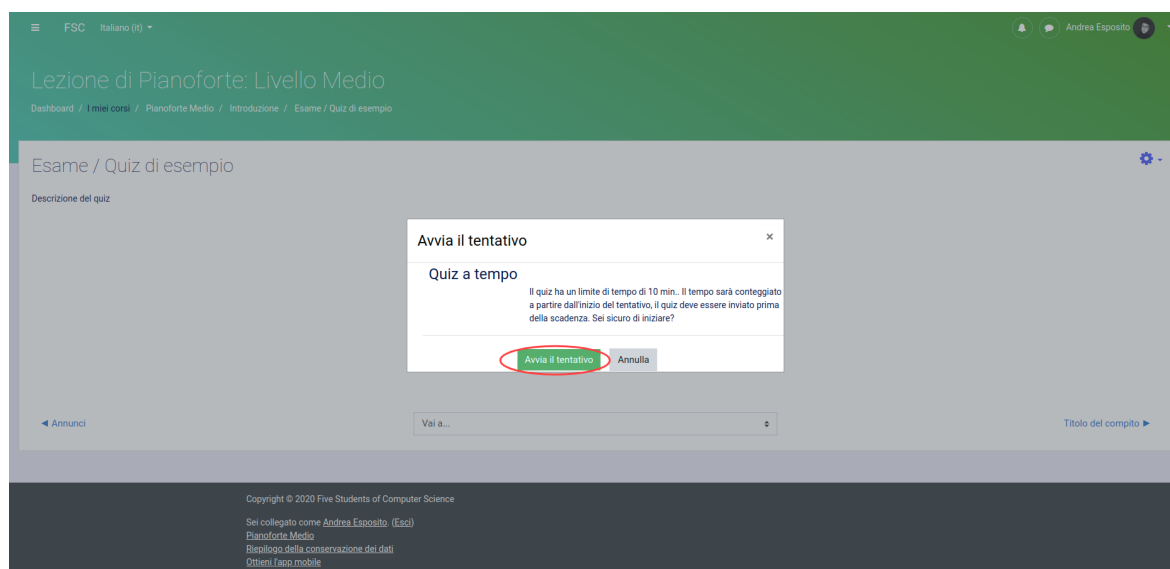 FSC Italiano (it)
Andrea Esposito
Lezione di Pianoforte: Livello Medio
Dashboard / I miei corsi / Pianoforte Medio / Introduzione / Esame / Quiz di esempio
Esame / Quiz di esempio
Descrizione del quiz
Avvia il tentativo ×
Quiz a tempo
Il quiz ha un limite di tempo di 10 min.. Il tempo sarà conteggiato
a partire dall'inizio del tentativo, il quiz deve essere inviato prima
della scadenza. Sei sicuro di iniziare?
Avvia il tentativo Annulla
◄ Annunci Vai a... Titolo del compito ►
Copyright © 2020 Five Students of Computer Science
Sei collegato come Andrea Esposito. (Esci)
Pianoforte Medio
Riepilogo della conservazione dei dati
Ottieni l'app mobile